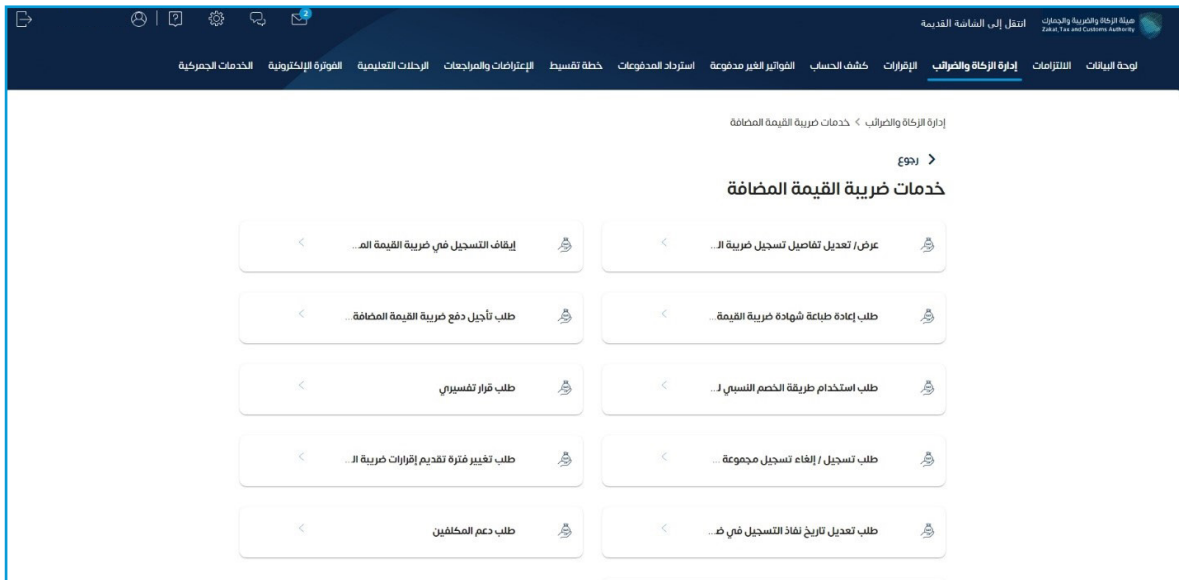 هيئة الزكاة والضريبة والجمارك
Zakat, Tax and Customs Authority
انتقل إلى الشاشة القديمة
2
لوحة البيانات الالتزامات إدارة الزكاة والضرائب الإقرارات كشف الحساب الفواتير الغير مدفوعة استرداد المدفوعات خطة تقسيط الإعتراضات والمراجعات الرحلات التعليمية الفوترة الإلكترونية الخدمات الجمركية
إدارة الزكاة والضرائب > خدمات ضريبة القيمة المضافة
رجوع
خدمات ضريبة القيمة المضافة
عرض/ تعديل تفاصيل تسجيل ضريبة ال...
إيقاف التسجيل في ضريبة القيمة الم...
طلب إعادة طباعة شهادة ضريبة القيمة...
طلب تأجيل دفع ضريبة القيمة المضافة...
طلب استخدام طريقة الخصم النسبي ل...
طلب قرار تفسيري
طلب تسجيل / إلغاء تسجيل مجموعة ...
طلب تغيير فترة تقديم إقرارات ضريبة ال...
طلب تعديل تاريخ نفاذ التسجيل في ض...
طلب دعم المكلفين